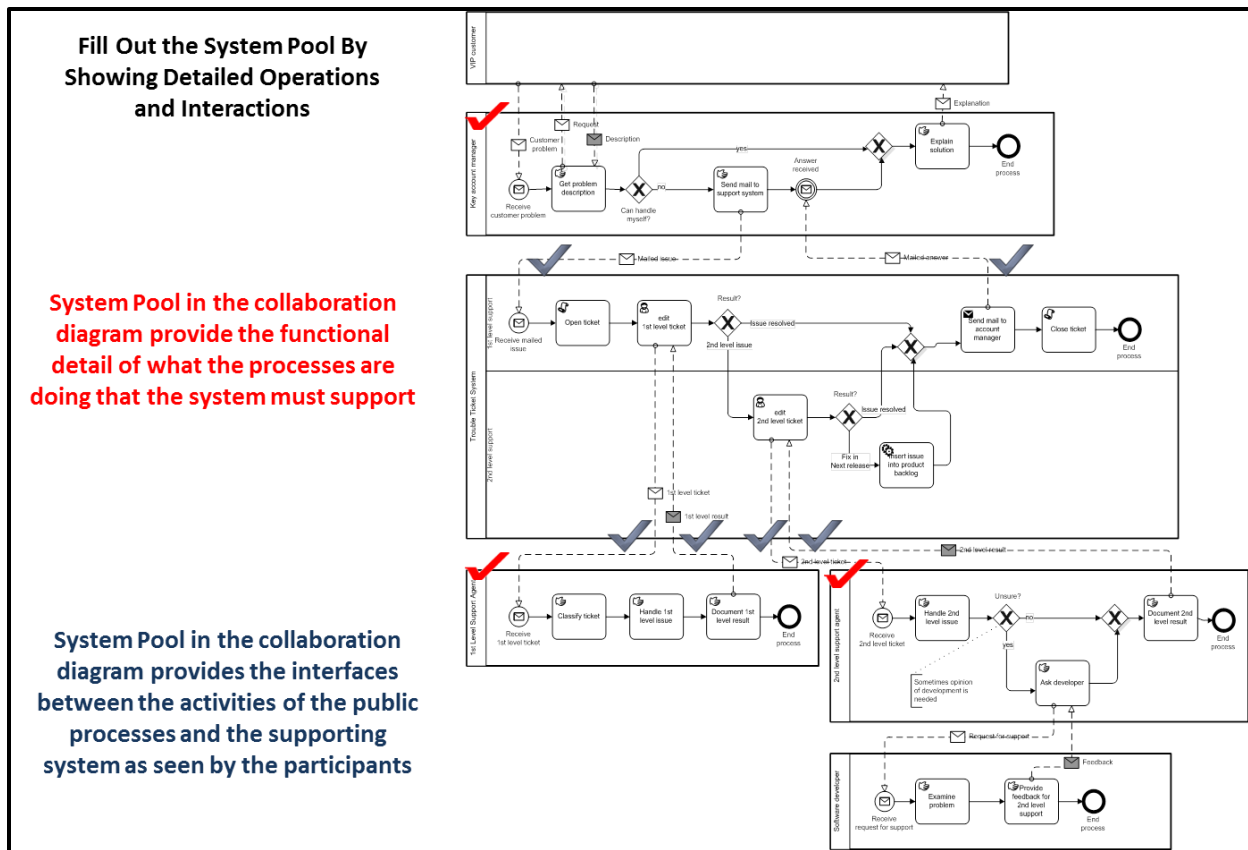 Fill Out the System Pool By
Showing Detailed Operations
and Interactions
System Pool in the collaboration
diagram provide the functional
detail of what the processes are
doing that the system must support
System Pool in the collaboration
diagram provides the interfaces
between the activities of the public
processes and the supporting
system as seen by the participants
VIP customer
Explanation
Request
Customer
problem
Description
Key account manager
Receive
customer problem
Get problem
description
yes
no
Can handle
myself?
Send mail to
support system
Answer
received
Explain
solution
End
process
Mailed issue
Mailed answer
Trouble Ticket System
1st level support
Receive mailed
issue
Open ticket
edit
1st level ticket
Result?
Issue resolved
2nd level issue
Send mail to
account
manager
Close ticket
End
process
2nd level support
edit
2nd level ticket
Result?
Issue resolved
Fix in
Next release
Insert issue
into product
backlog
1st level ticket
1st level result
2nd level ticket
2nd level result
1st Level Support Agent
Receive
1st level ticket
Classify ticket
Handle 1st
level issue
Document 1st
level result
End
process
2nd level support agent
Receive
2nd level ticket
Handle 2nd
level issue
Unsure?
no
yes
Sometimes opinion
of development is
needed
Ask developer
Document 2nd
level result
End
process
Request for support
Feedback
Software developer
Receive
request for support
Examine
problem
Provide
feedback for
2nd level
support
End
process